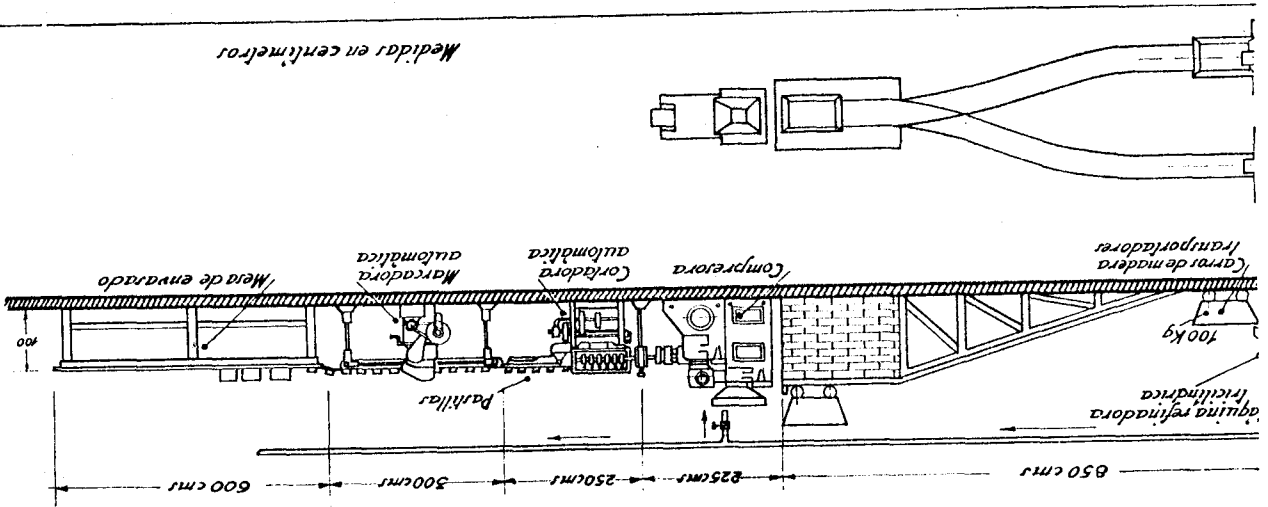 850 cms
225cms
250cms
300cms
600 cms
áquina refinadora
tricilíndrica
Pastillas
100 Kg
100
Carros de madera
transportadores
Compresora
Cortadora
automática
Marcadora
automática
Mesa de envasado
Medidas en centímetros